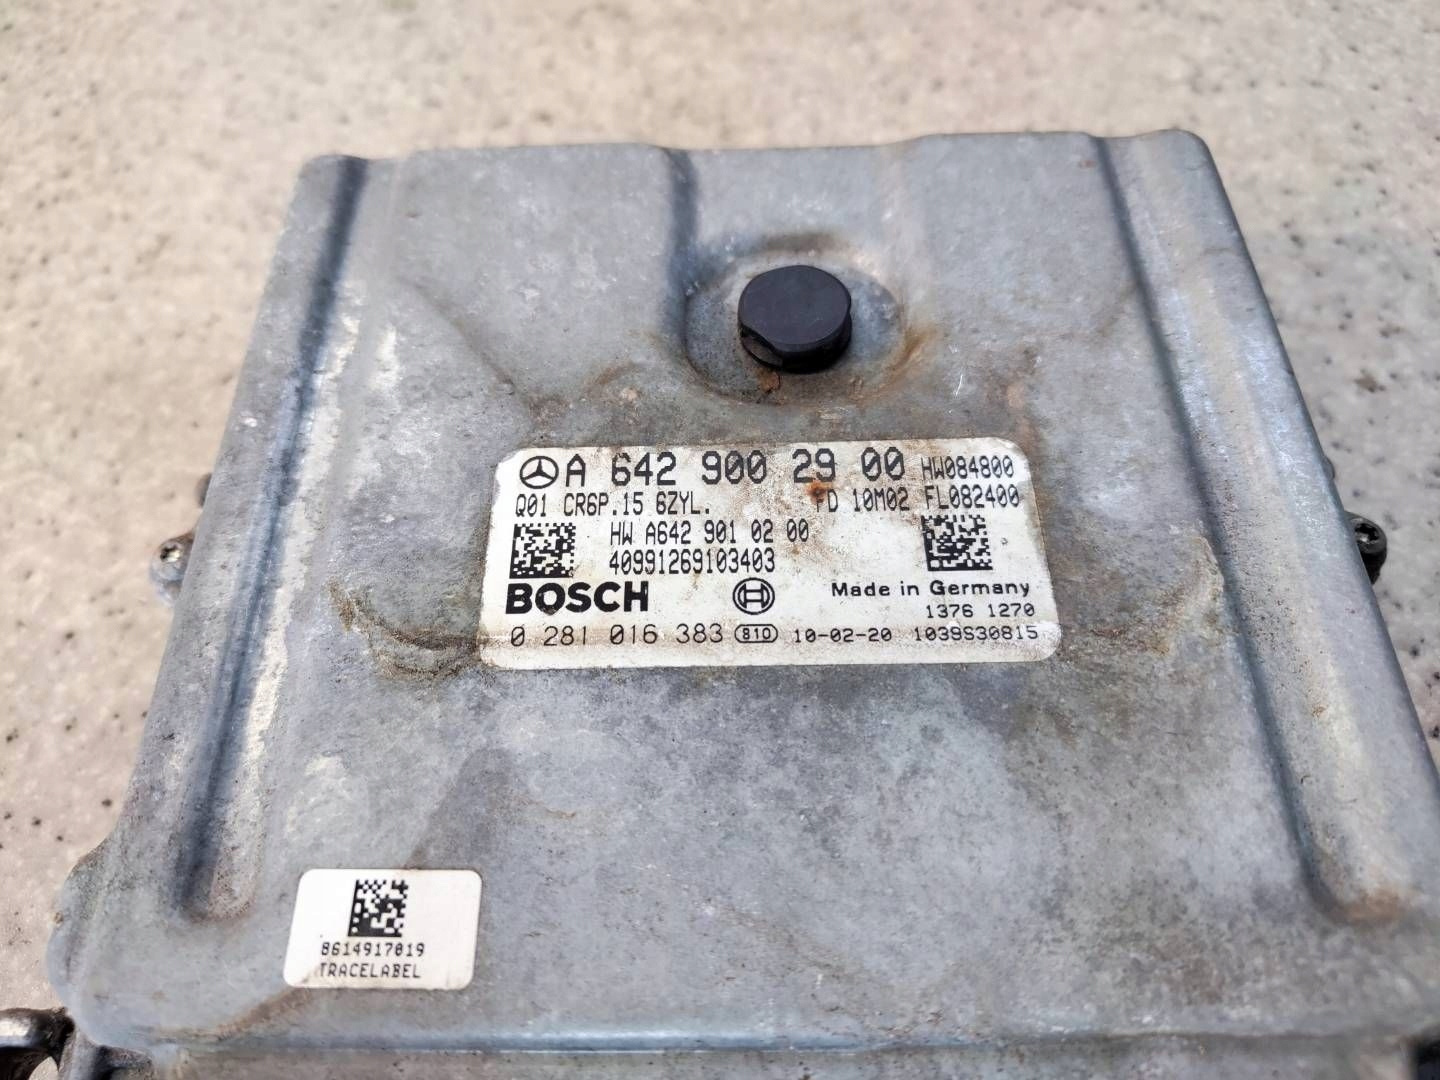 A 642 900 29 00 HW084800
Q01 CR6P.15 6ZYL. FD 10M02 FL082400
HW A642 901 02 00
40991269103403
BOSCH Made in Germany
1376 1270
0 281 016 383 810 10-02-20 1039S30815
8614917019
TRACELABEL